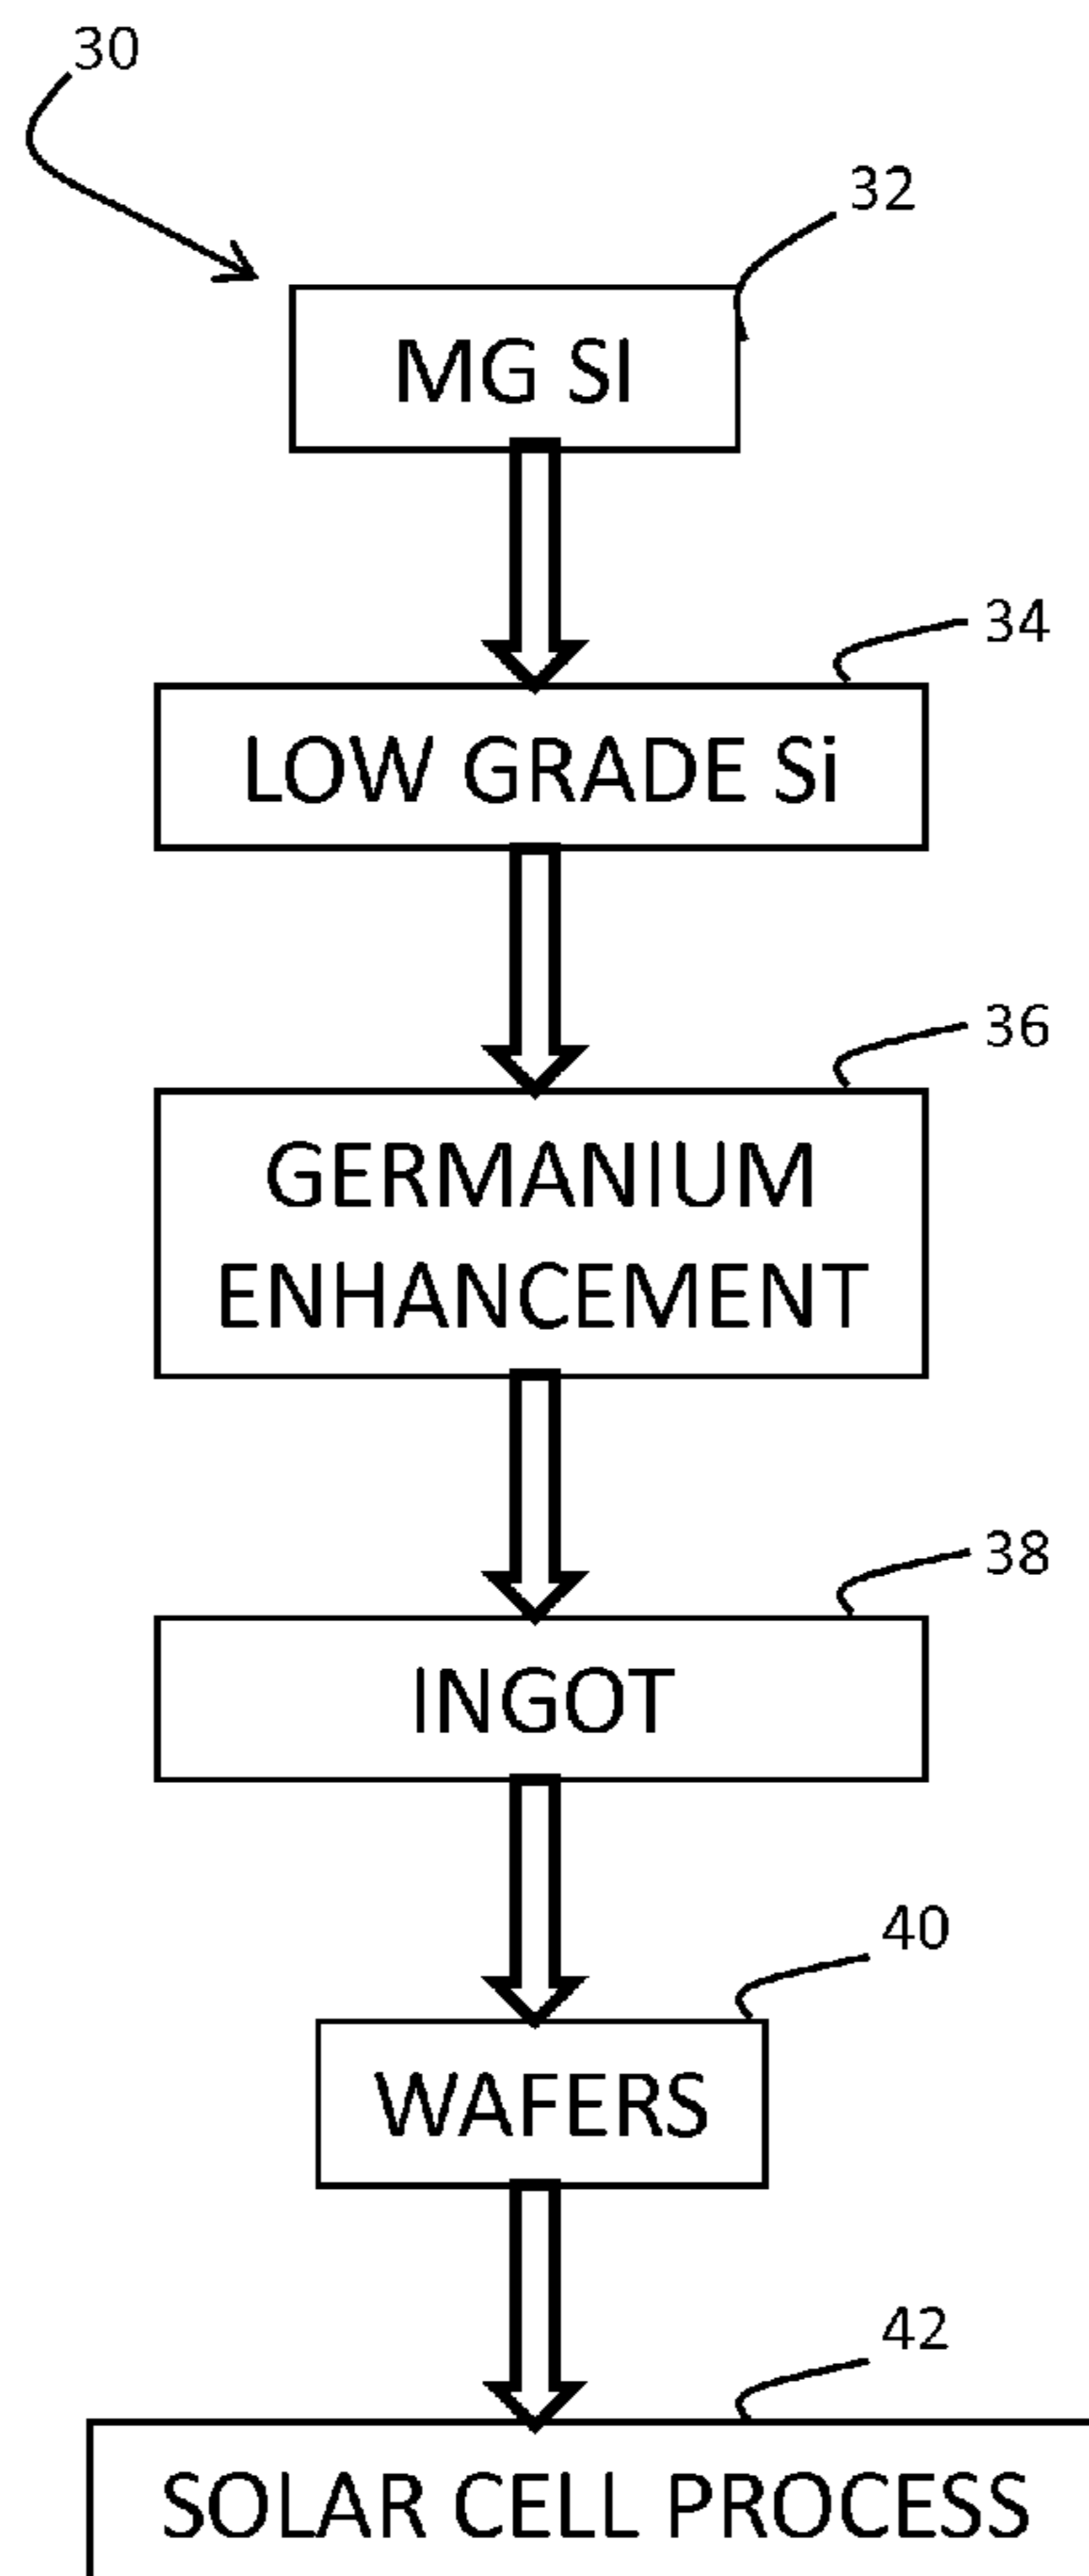 30
32
MG SI
34
LOW GRADE Si
36
GERMANIUM
ENHANCEMENT
38
INGOT
40
WAFERS
42
SOLAR CELL PROCESS